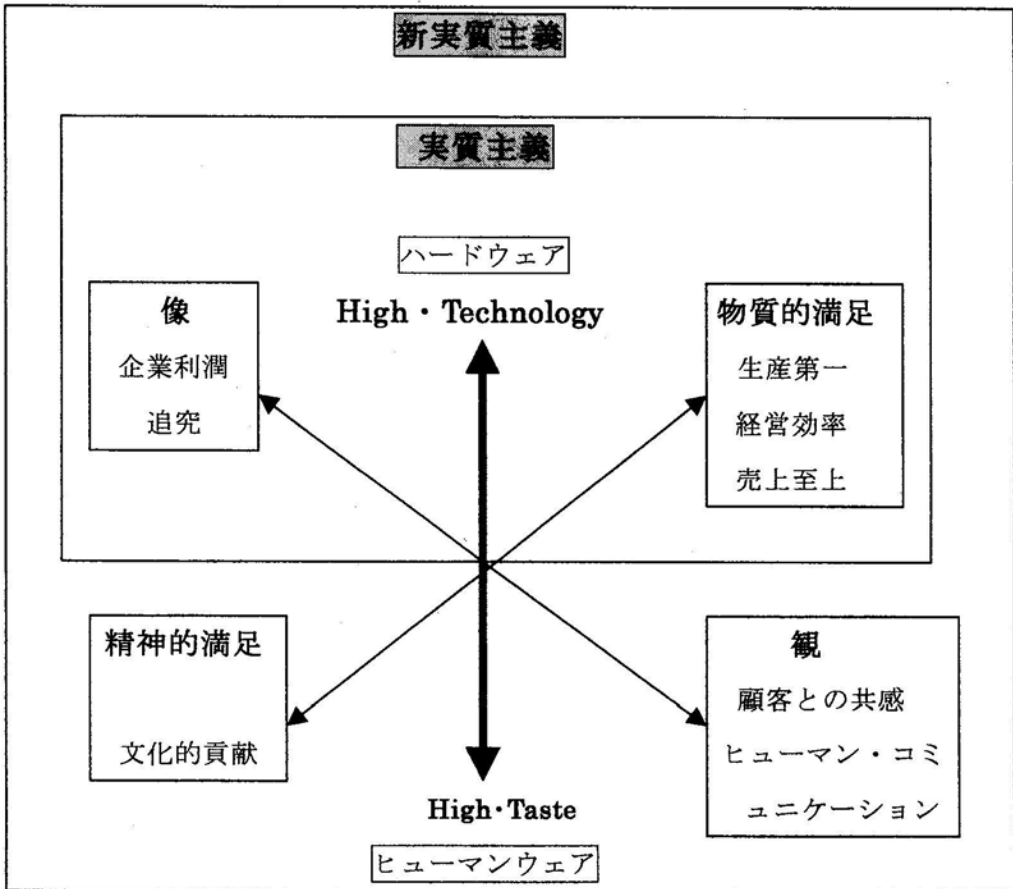 新実質主義
実質主義
ハードウェア
High・Technology
像
企業利潤
追究
物質的満足
生産第一
経営効率
売上至上
精神的満足
文化的貢献
観
顧客との共感
ヒューマン・コミ
ュニケーション
High・Taste
ヒューマンウェア